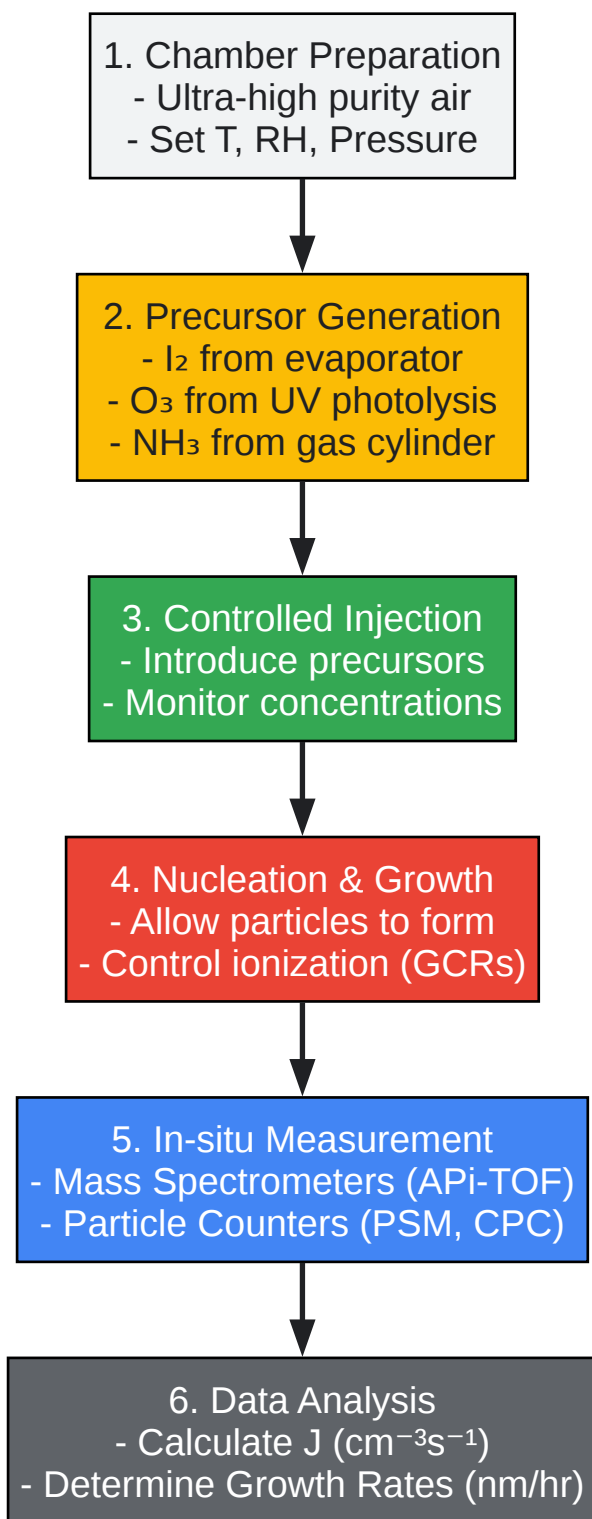 1. Chamber Preparation
- Ultra-high purity air
- Set T, RH, Pressure
2. Precursor Generation
- I₂ from evaporator
- O₃ from UV photolysis
- NH₃ from gas cylinder
3. Controlled Injection
- Introduce precursors
- Monitor concentrations
4. Nucleation & Growth
- Allow particles to form
- Control ionization (GCRs)
5. In-situ Measurement
- Mass Spectrometers (APi-TOF)
- Particle Counters (PSM, CPC)
6. Data Analysis
- Calculate J (cm⁻³s⁻¹)
- Determine Growth Rates (nm/hr)